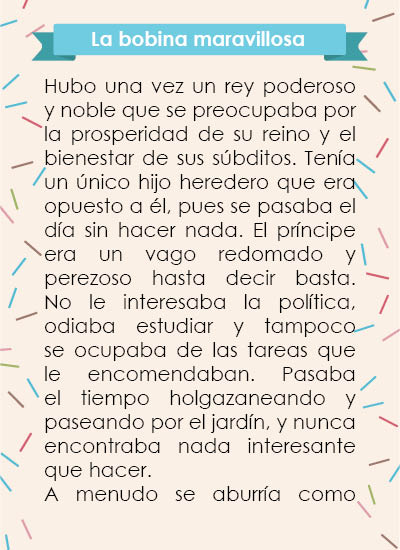 La bobina maravillosa
Hubo una vez un rey poderoso
y noble que se preocupaba por
la prosperidad de su reino y el
bienestar de sus súbditos. Tenía
un único hijo heredero que era
opuesto a él, pues se pasaba el
día sin hacer nada. El príncipe
era un vago redomado y
perezoso hasta decir basta.
No le interesaba la política,
odiaba estudiar y tampoco
se ocupaba de las tareas que
le encomendaban. Pasaba
el tiempo holgazaneando y
paseando por el jardín, y nunca
encontraba nada interesante
que hacer.
A menudo se aburría como